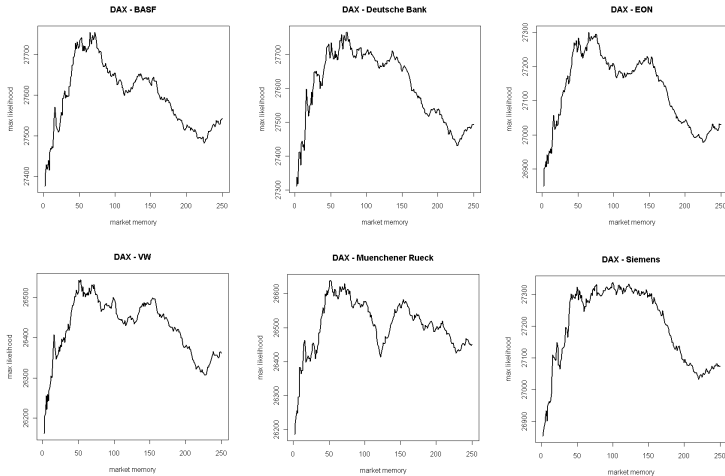 DAX - BASF
max likelihood
27400 27500 27600 27700
0 50 100 150 200 250
market memory
DAX - Deutsche Bank
max likelihood
27300 27400 27500 27600 27700
0 50 100 150 200 250
market memory
DAX - EON
max likelihood
26900 27000 27100 27200 27300
0 50 100 150 200 250
market memory
DAX - VW
max likelihood
26200 26300 26400 26500
0 50 100 150 200 250
market memory
DAX - Muenchener Rueck
max likelihood
26200 26300 26400 26500 26600
0 50 100 150 200 250
market memory
DAX - Siemens
max likelihood
26900 27000 27100 27200 27300
0 50 100 150 200 250
market memory